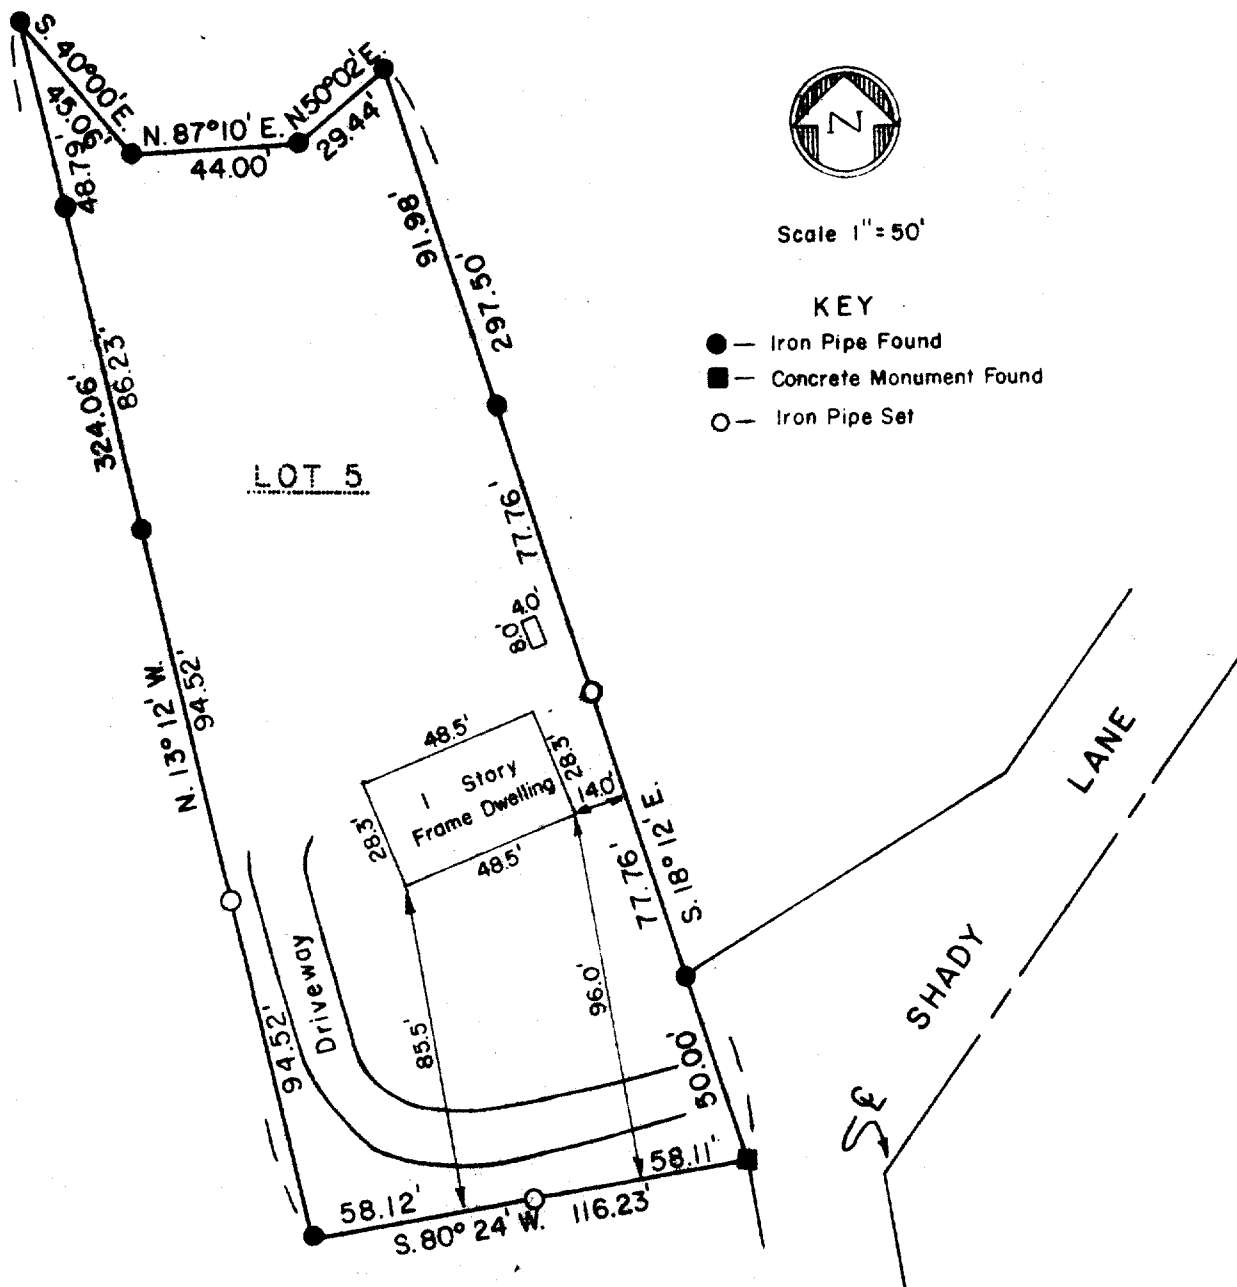 S. 40°00'E.
45.06'
N. 87°10' E.
44.00'
N.50°02'E.
29.44'
48.79'
N
Scale 1"=50'
KEY
— Iron Pipe Found
— Concrete Monument Found
— Iron Pipe Set
91.98'
297.50'
324.06'
86.23'
LOT 5
77.76'
8.0'
4.0'
N. 13° 12' W.
94.52'
48.5'
28.3'
1 Story
Frame Dwelling
14.0'
28.3'
48.5'
77.76'
S. 18° 12' E.
SHADY LANE
Driveway
94.52'
85.5'
96.0'
50.00'
℄
58.12'
58.11'
S. 80° 24' W.
116.23'